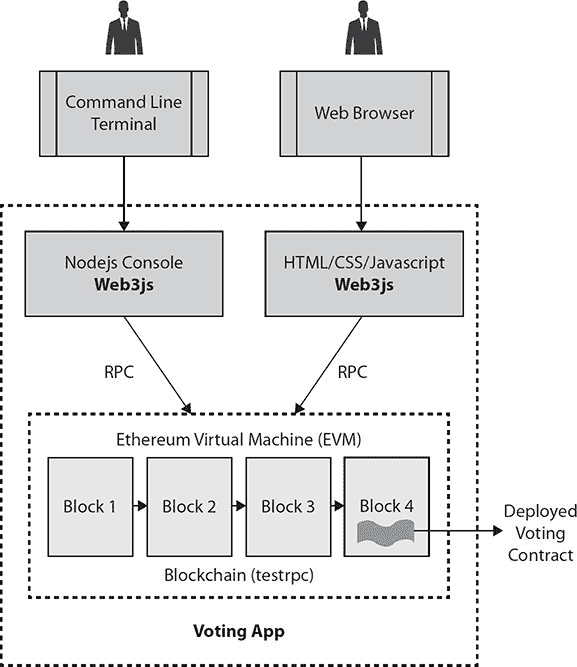 Command Line
Terminal
Web Browser
Nodejs Console
Web3js
HTML/CSS/Javascript
Web3js
RPC
RPC
Ethereum Virtual Machine (EVM)
Block 1
Block 2
Block 3
Block 4
Blockchain (testrpc)
Deployed
Voting
Contract
Voting App